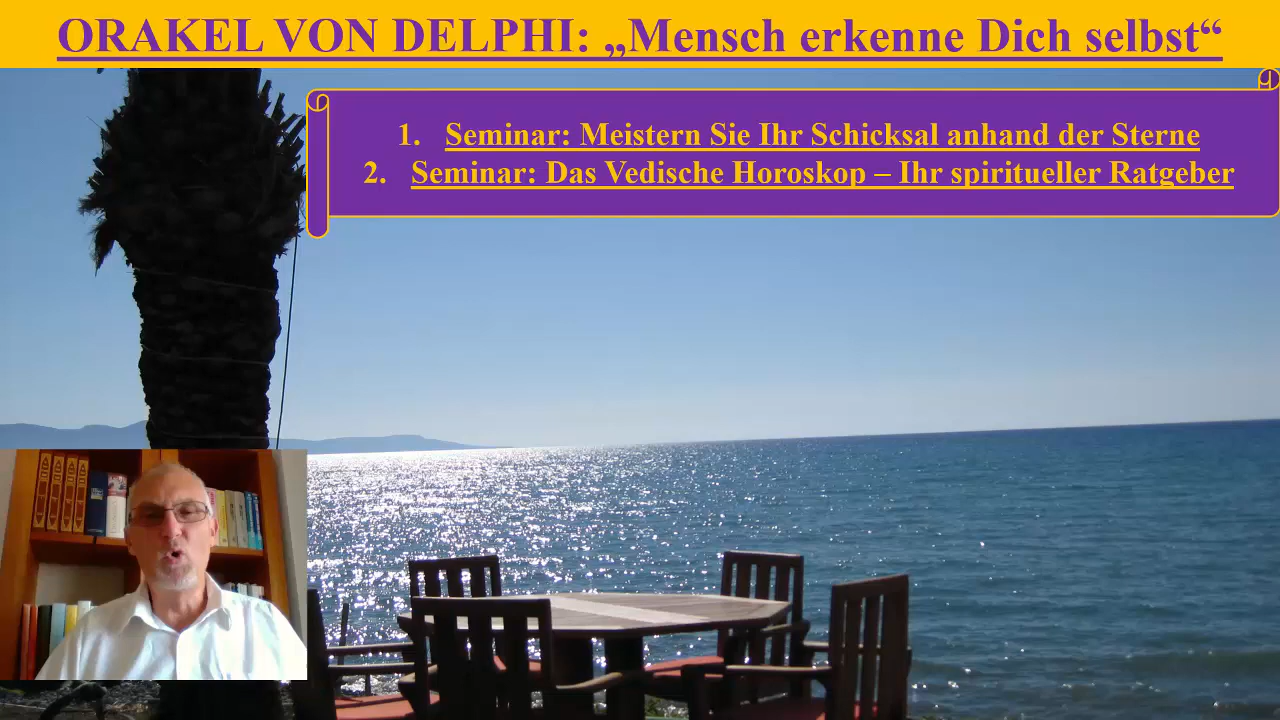 ORAKEL VON DELPHI: „Mensch erkenne Dich selbst“
1. Seminar: Meistern Sie Ihr Schicksal anhand der Sterne
2. Seminar: Das Vedische Horoskop – Ihr spiritueller Ratgeber